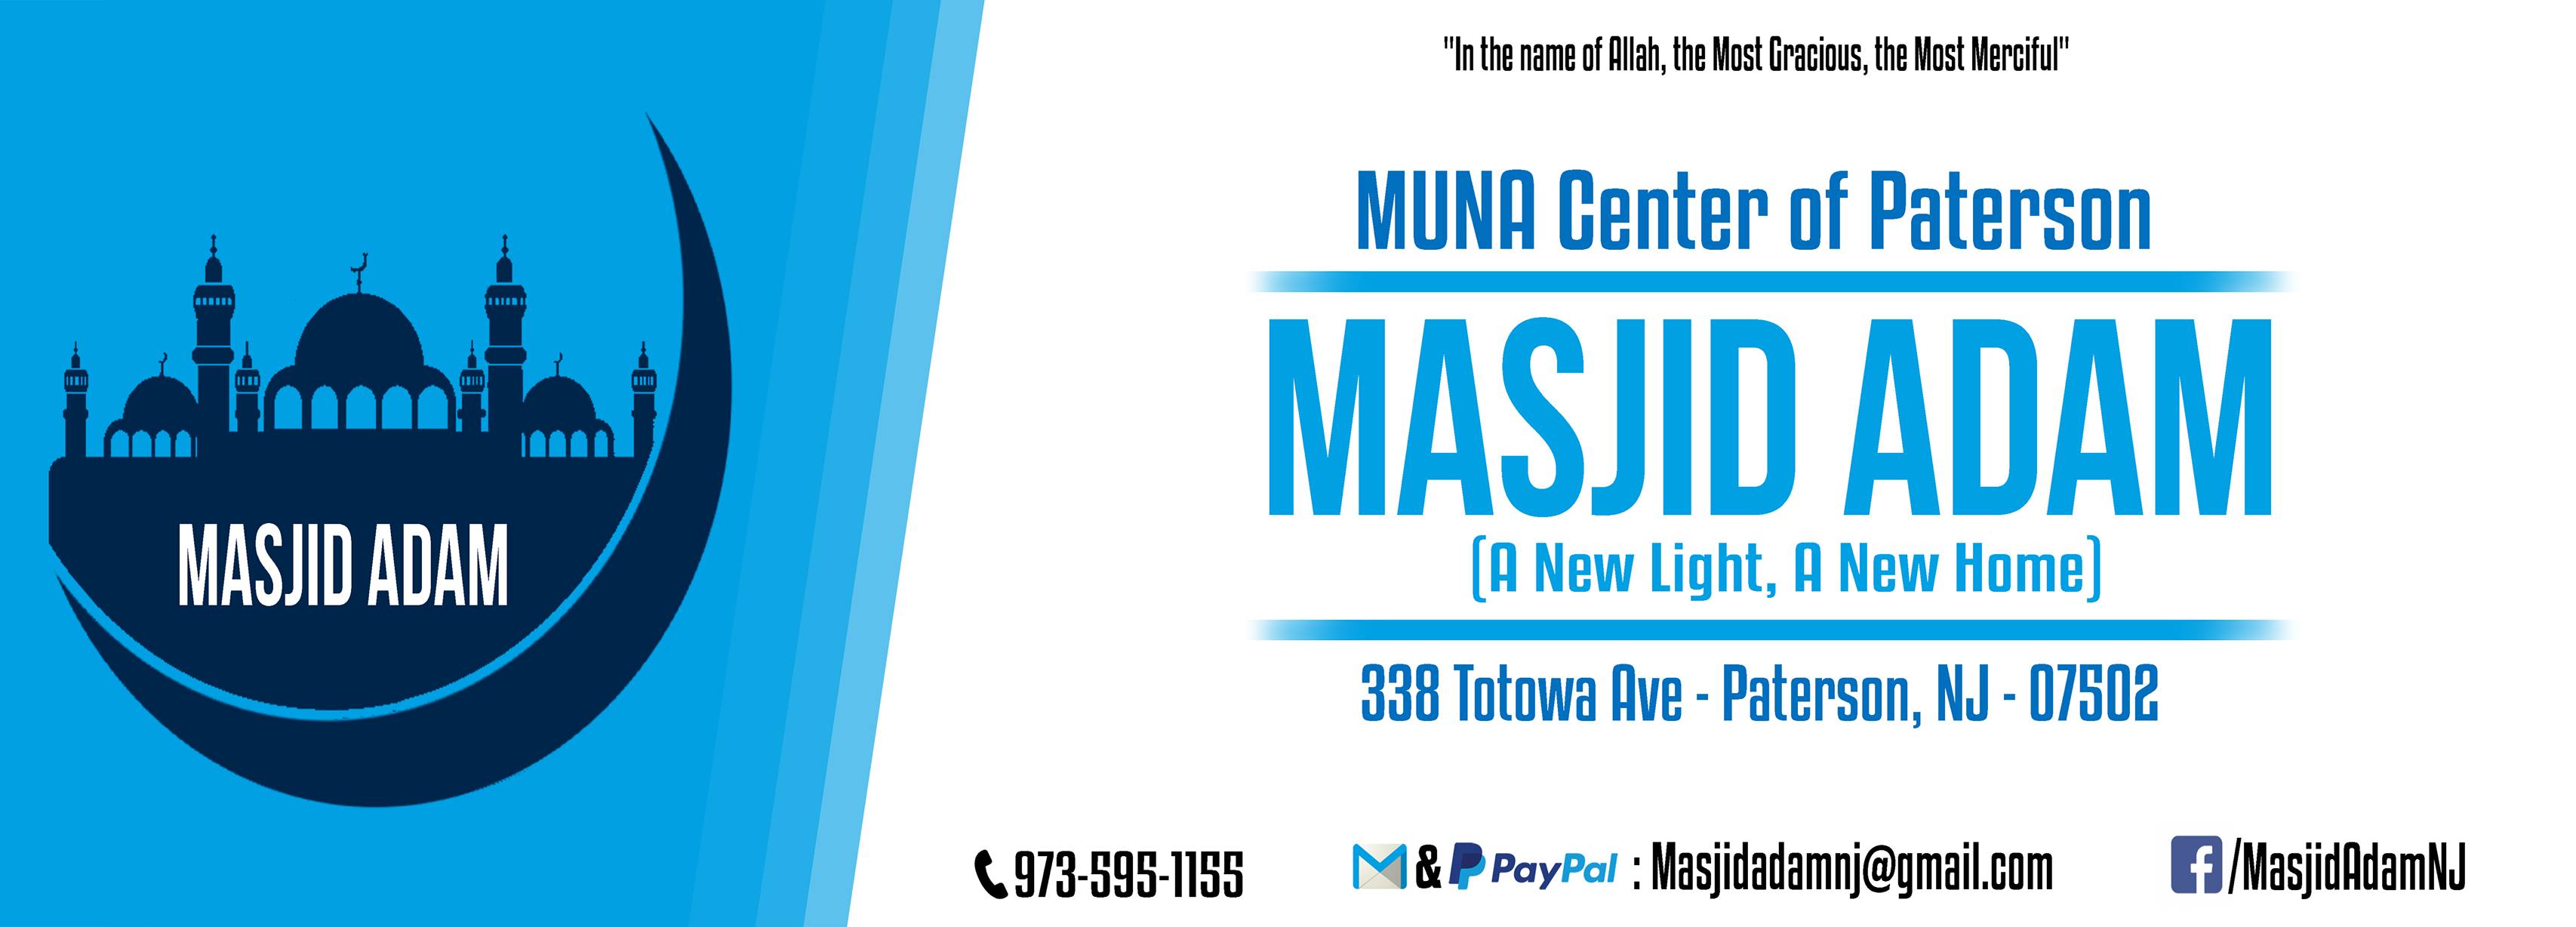 "In the name of Allah, the Most Gracious, the Most Merciful"
MUNA Center of Paterson
MASJID ADAM
(A New Light, A New Home)
338 Totowa Ave - Paterson, NJ - 07502
MASJID ADAM
973-595-1155
& PayPal : Masjidadamnj@gmail.com
/MasjidAdamNJ